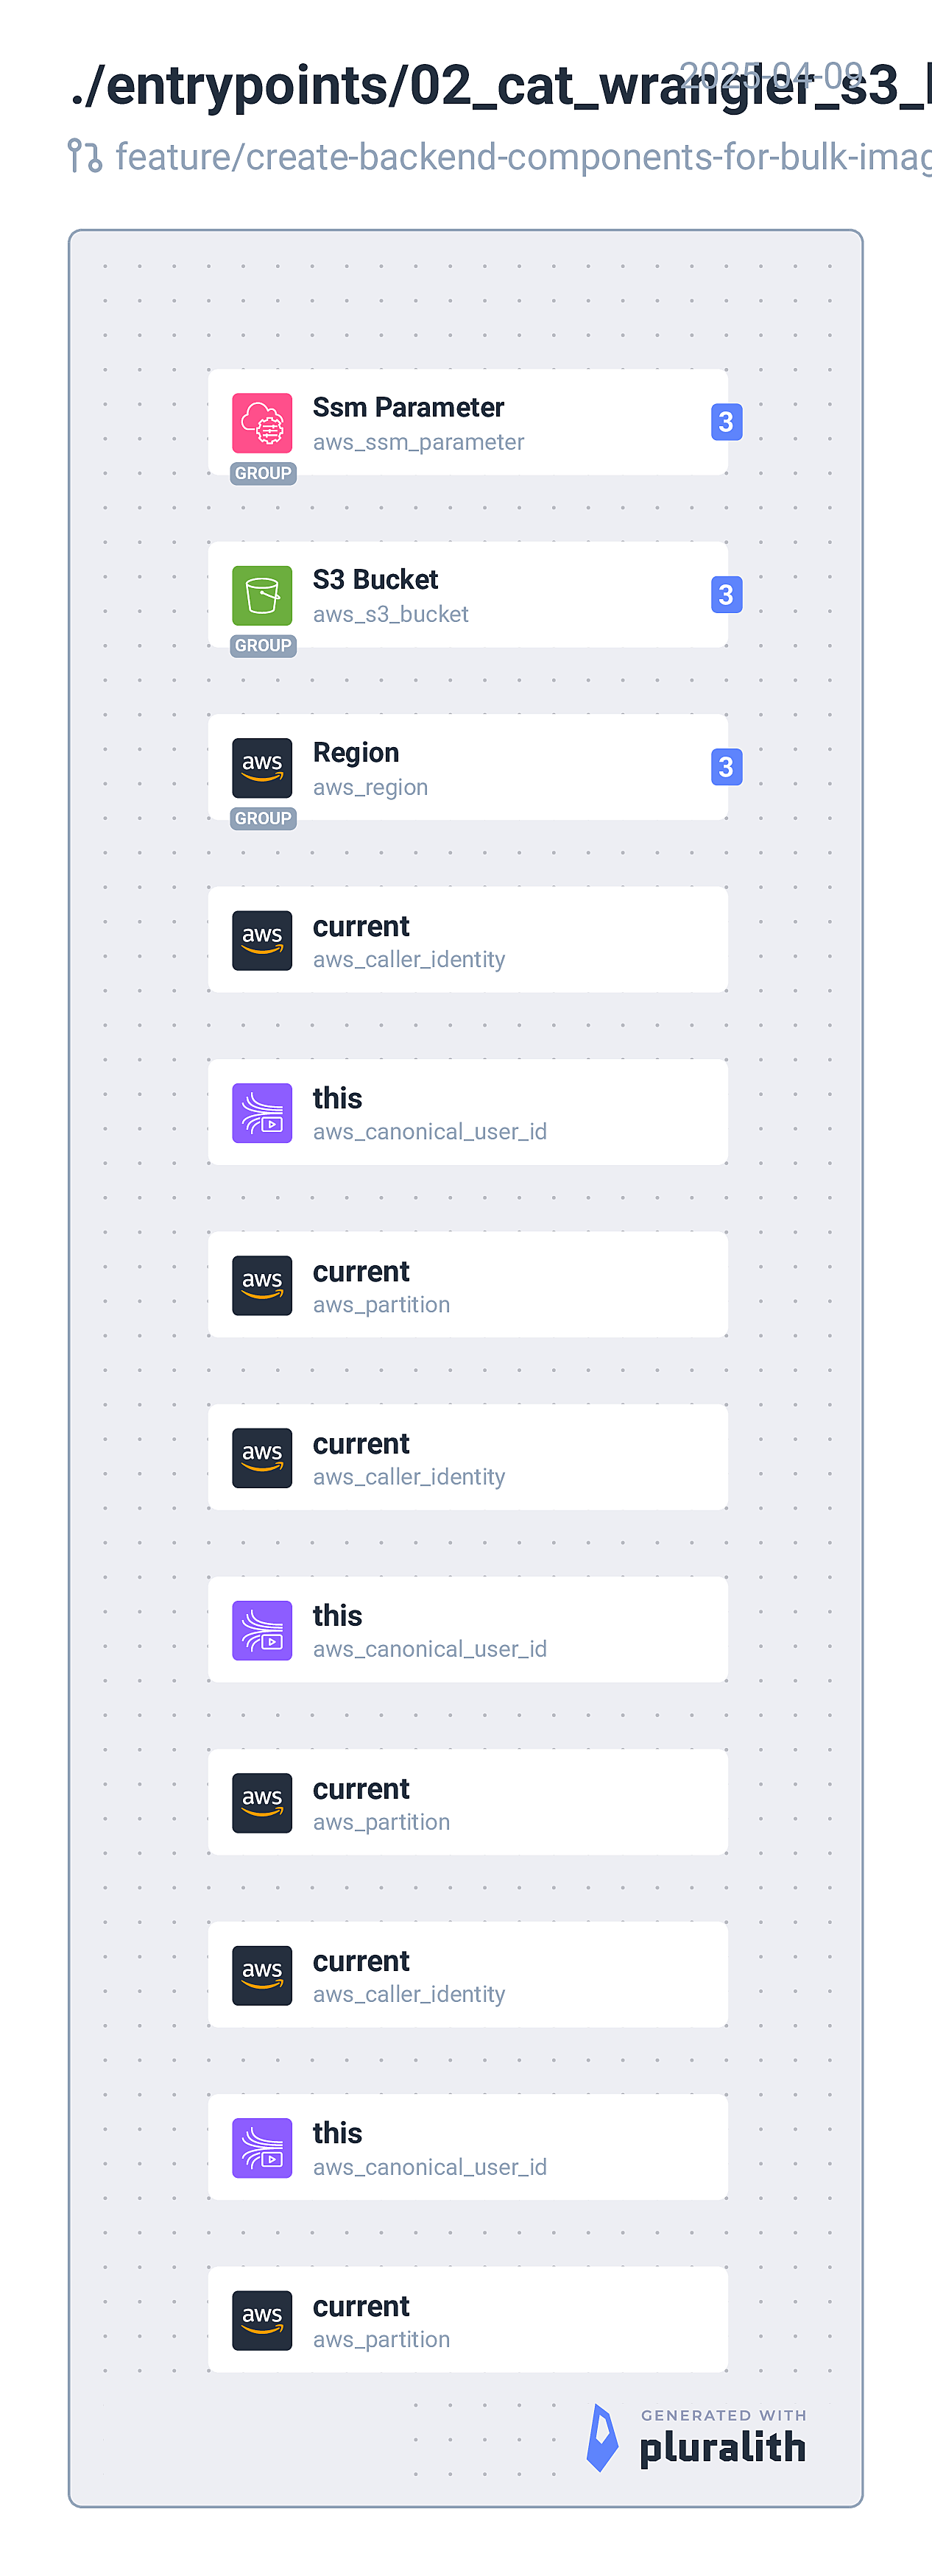 ./entrypoints/02_cat_wrangler_s3_
2025-04-09
feature/create-backend-components-for-bulk-imag
Ssm Parameter
aws_ssm_parameter
3
GROUP
S3 Bucket
aws_s3_bucket
3
GROUP
aws
Region
aws_region
3
GROUP
aws
current
aws_caller_identity
this
aws_canonical_user_id
aws
current
aws_partition
aws
current
aws_caller_identity
this
aws_canonical_user_id
aws
current
aws_partition
aws
current
aws_caller_identity
this
aws_canonical_user_id
aws
current
aws_partition
GENERATED WITH
pluralith